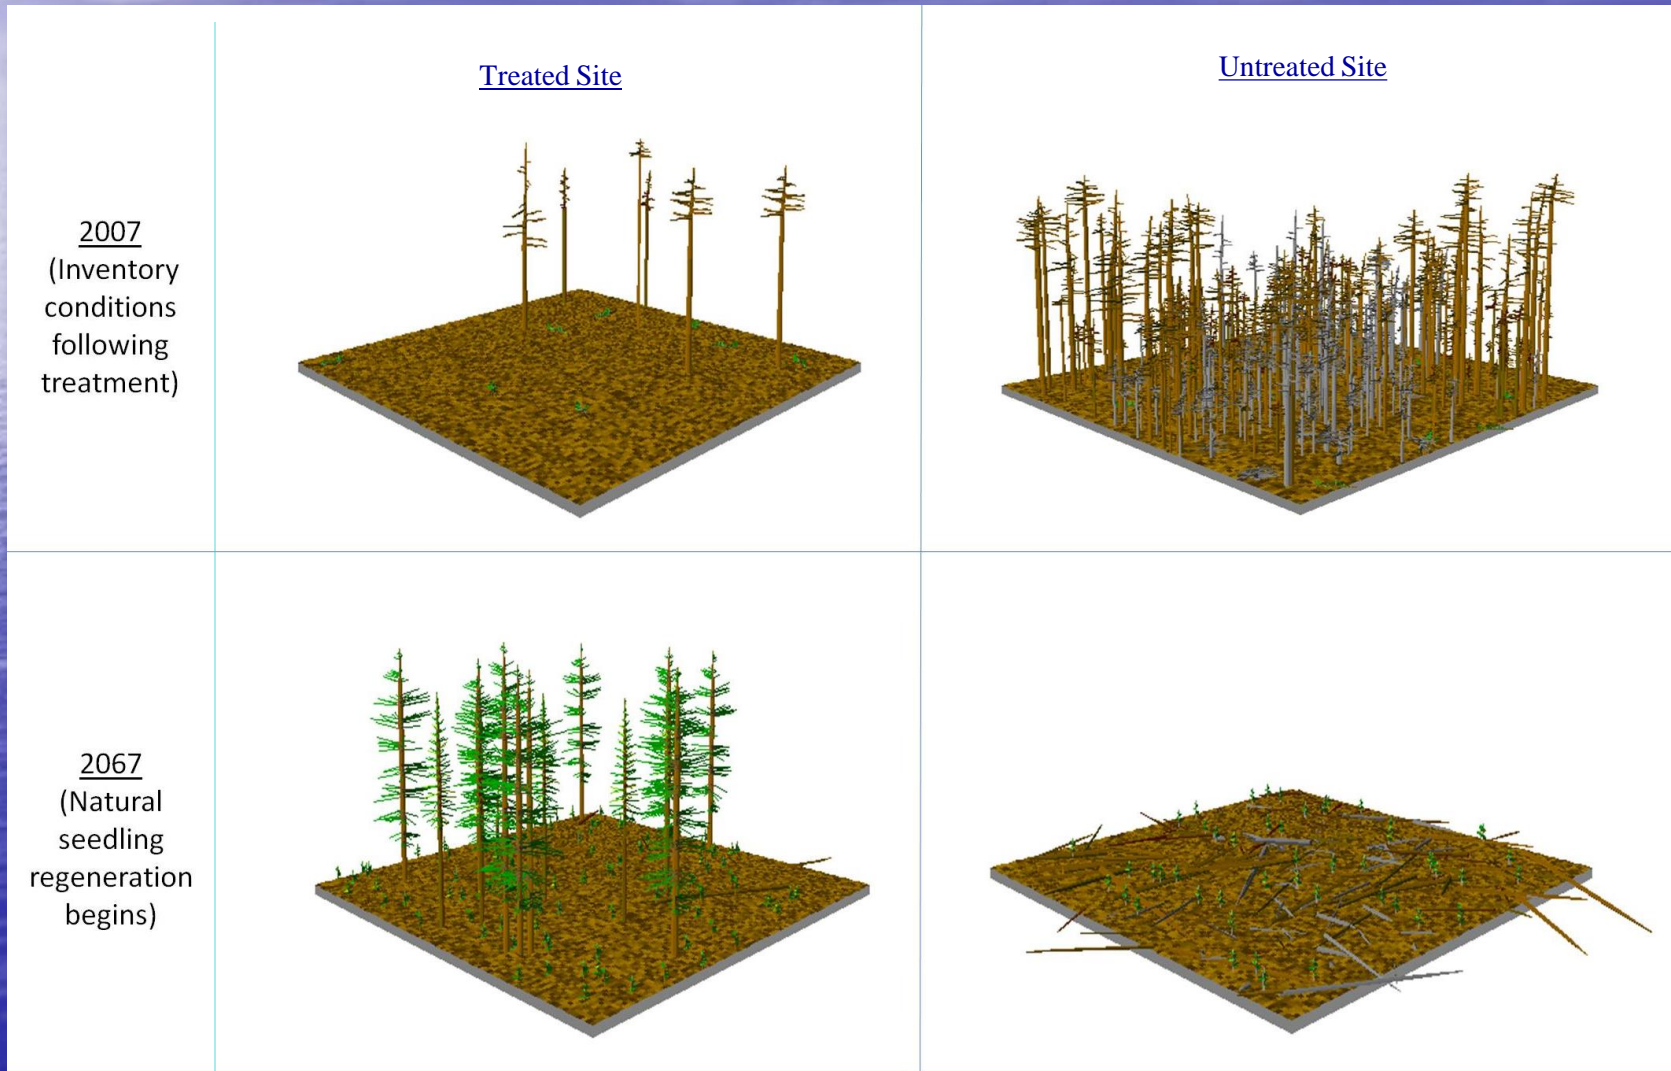 Treated Site
Untreated Site
2007
(Inventory
conditions
following
treatment)
2067
(Natural
seedling
regeneration
begins)